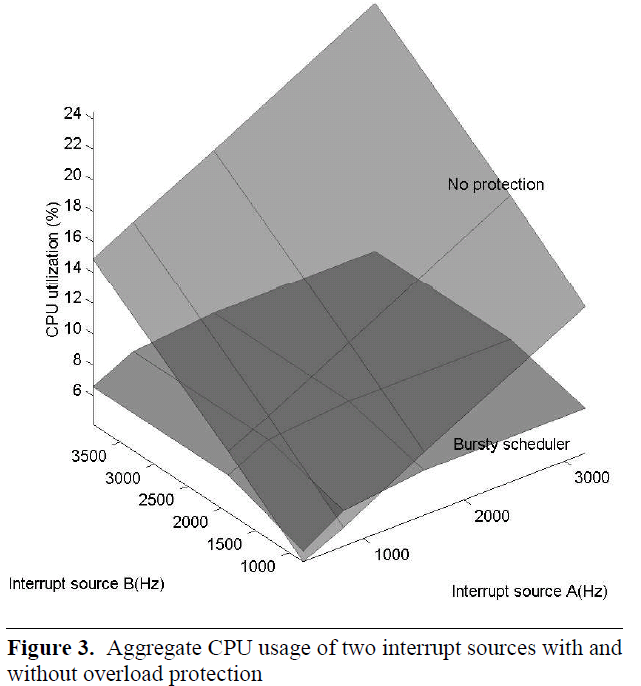 24
22
20
18
16
14
12
10
8
6
CPU utilization (%)
No protection
Bursty scheduler
3500
3000
2500
2000
1500
1000
1000
2000
3000
Interrupt source B(Hz)
Interrupt source A(Hz)
Figure 3. Aggregate CPU usage of two interrupt sources with and
without overload protection